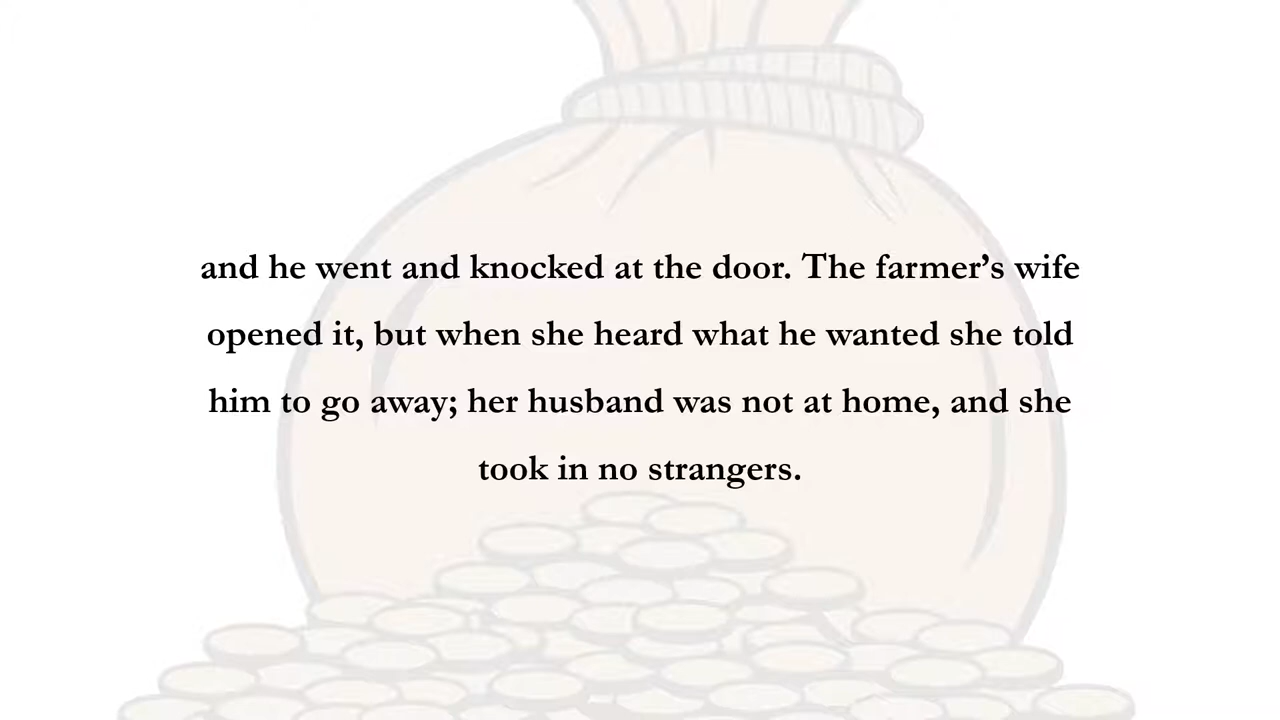 and he went and knocked at the door. The farmer’s wife
opened it, but when she heard what he wanted she told
him to go away; her husband was not at home, and she
took in no strangers.